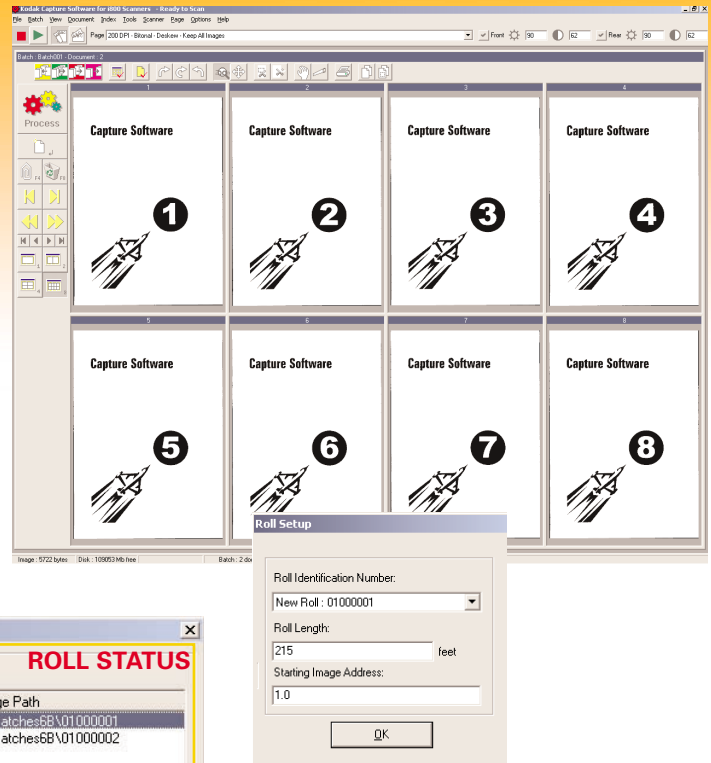 Kodak Capture Software for i800 Scanners - Ready to Scan
File Batch View Document Index Tools Scanner Page Options Help
Page 200 DPI - Bitonal - Deskew - Keep All Images Front 90 62 Rear 90 62
Batch : Batch001 - Document : 2
Process
F4
1
2
4
1 2 3 4
Capture Software Capture Software Capture Software Capture Software
1 2 3 4
5 6 7 8
Capture Software Capture Software Capture Software Capture Software
5 6 7 8
Image : 5722 bytes Disk : 109053 Mb free Batch : 2 do
Roll Setup
Roll Identification Number:
New Roll : 01000001
Roll Length:
215 feet
Starting Image Address:
1.0
OK
ROLL STATUS
ge Path
atches6B\01000001
atches6B\01000002